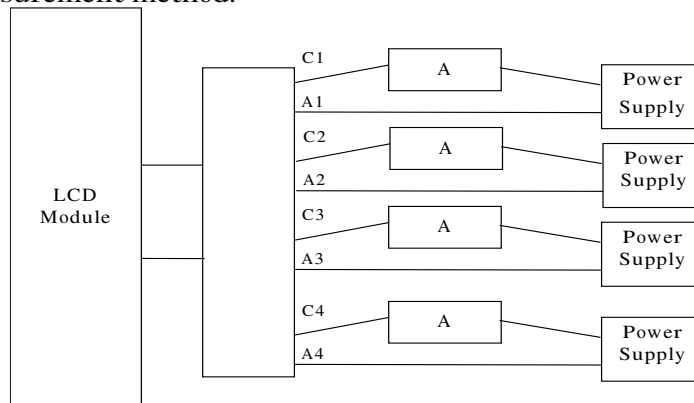 surement method.
C1
A
Power
Supply
A1
C2
A
Power
Supply
A2
LCD
Module
C3
A
Power
Supply
A3
C4
A
Power
Supply
A4